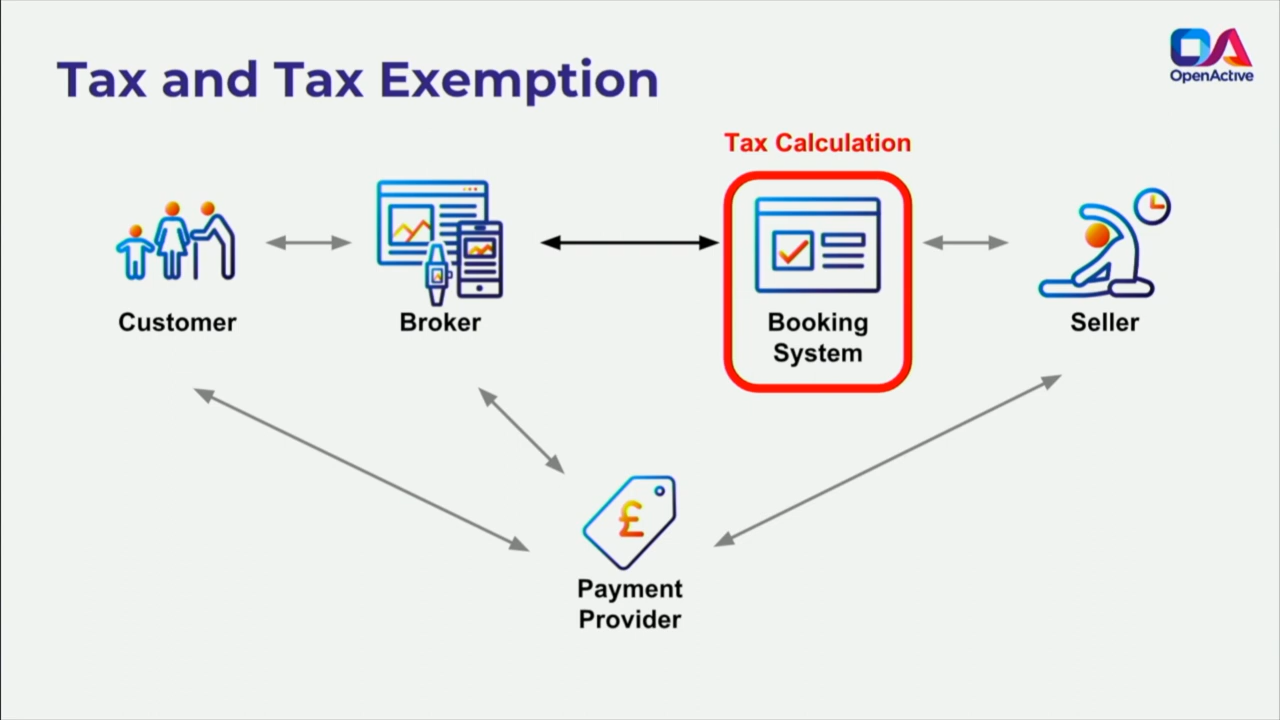 Tax and Tax Exemption
OpenActive
Tax Calculation
Customer
Broker
Booking
System
Seller
£
Payment
Provider